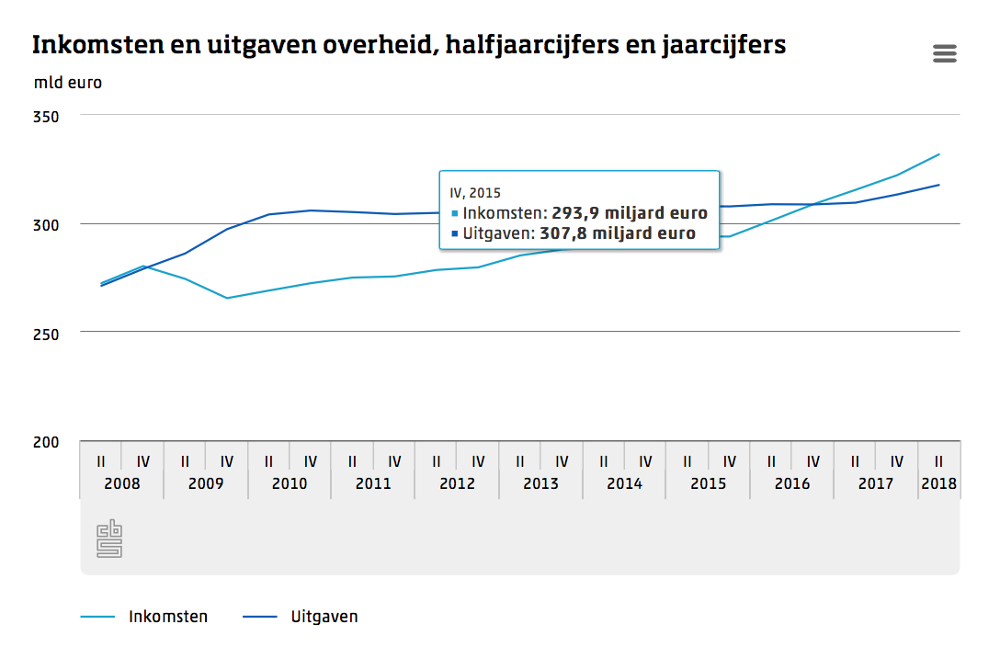 Inkomsten en uitgaven overheid, halfjaarcijfers en jaarcijfers
mld euro
350
300
250
200
IV, 2015
Inkomsten: 293,9 miljard euro
Uitgaven: 307,8 miljard euro
II IV II IV II IV II IV II IV II IV II IV II IV II IV II IV II
2008 2009 2010 2011 2012 2013 2014 2015 2016 2017 2018
cbs
Inkomsten Uitgaven